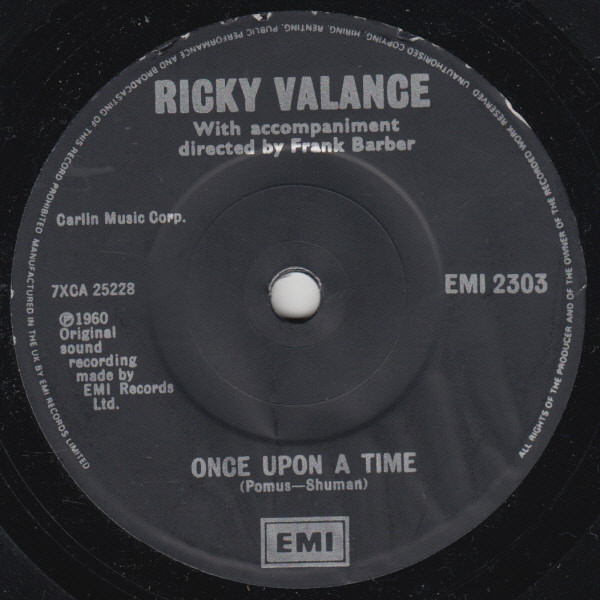 RICKY VALANCE
With accompaniment
directed by Frank Barber
Carlin Music Corp.
7XCA 25228
EMI 2303
℗1960
Original
sound
recording
made by
EMI Records
Ltd.
ONCE UPON A TIME
(Pomus—Shuman)
EMI
MANUFACTURED IN THE UK BY EMI RECORDS LIMITED
ALL RIGHTS OF THE PRODUCER AND OF THE OWNER OF THE RECORDED WORK RESERVED UNAUTHORISED COPYING, HIRING, RENTING, PUBLIC PERFORMANCE AND BROADCASTING OF THIS RECORD PROHIBITED